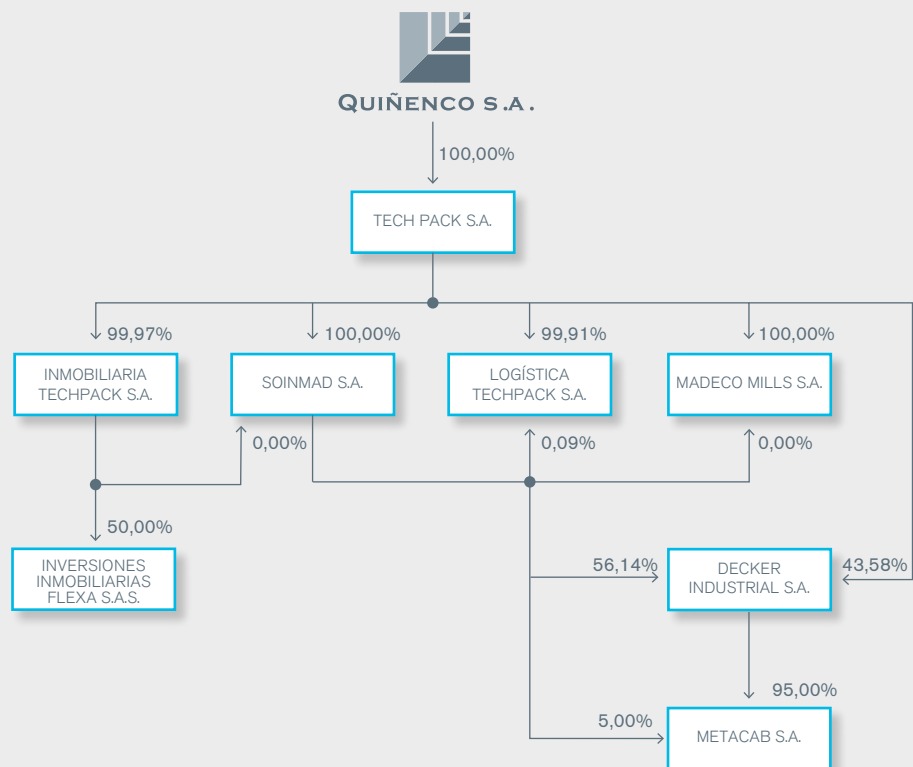 QUIÑENCO S.A.
100,00%
TECH PACK S.A.
99,97%
100,00%
99,91%
100,00%
INMOBILIARIA
TECHPACK S.A.
SOINMAD S.A.
LOGÍSTICA
TECHPACK S.A.
MADECO MILLS S.A.
0,00%
0,09%
0,00%
50,00%
INVERSIONES
INMOBILIARIAS
FLEXA S.A.S.
56,14%
DECKER
INDUSTRIAL S.A.
43,58%
95,00%
5,00%
METACAB S.A.